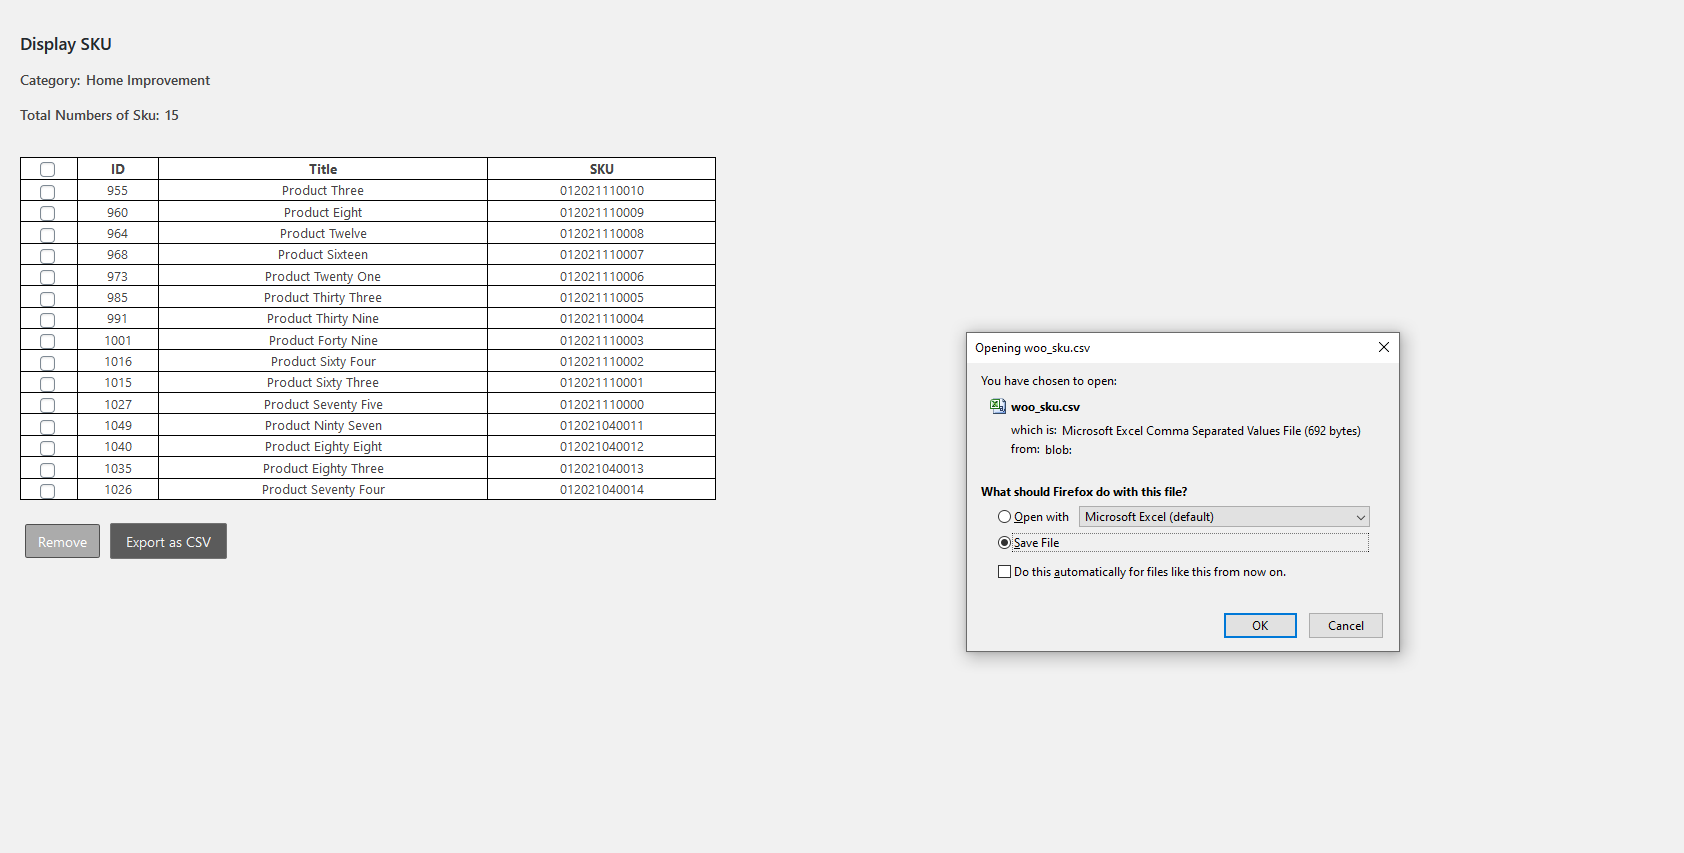 Display SKU
Category: Home Improvement
Total Numbers of Sku: 15
ID Title SKU
955 Product Three 012021110010
960 Product Eight 012021110009
964 Product Twelve 012021110008
968 Product Sixteen 012021110007
973 Product Twenty One 012021110006
985 Product Thirty Three 012021110005
991 Product Thirty Nine 012021110004
1001 Product Forty Nine 012021110003
1016 Product Sixty Four 012021110002
1015 Product Sixty Three 012021110001
1027 Product Seventy Five 012021110000
1049 Product Ninty Seven 012021040011
1040 Product Eighty Eight 012021040012
1035 Product Eighty Three 012021040013
1026 Product Seventy Four 012021040014
Remove Export as CSV
Opening woo_sku.csv
You have chosen to open:
woo_sku.csv
which is: Microsoft Excel Comma Separated Values File (692 bytes)
from: blob:
What should Firefox do with this file?
Open with Microsoft Excel (default)
Save File
Do this automatically for files like this from now on.
OK Cancel